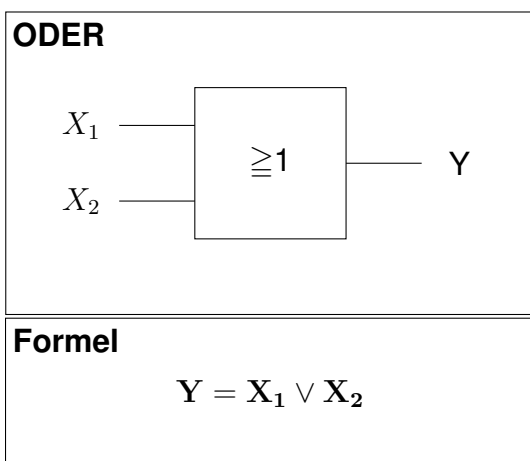 ODER
X₁
≧1
Y
X₂
Formel
Y = X₁ ∨ X₂